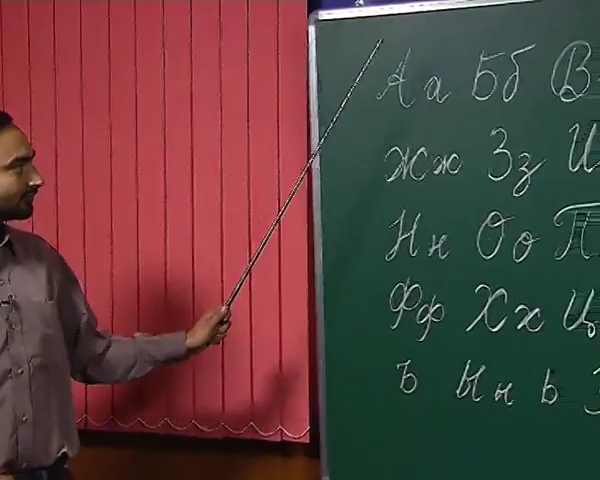 Аа Бб В
Жж Зз И
Нн Оо П
Фф Хх Ц
ъ Ыы ь